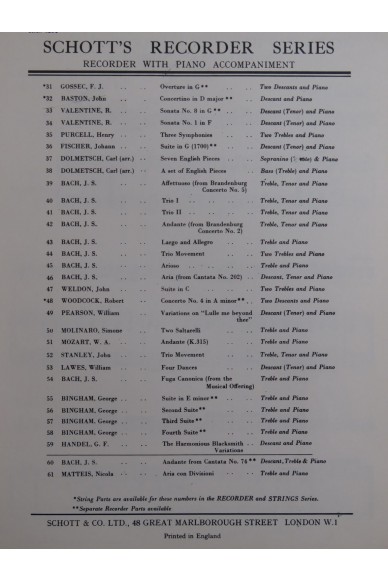 SCHOTT'S RECORDER SERIES
RECORDER WITH PIANO ACCOMPANIMENT
*31 GOSSEC, F. J. .. .. Overture in G** .. .. Two Descants and Piano
*32 BASTON, John .. .. Concertino in D major** .. Descant and Piano
33 VALENTINE, R. .. .. Sonata No. 8 in G** .. .. Descant (Tenor) and Piano
34 VALENTINE, R. .. .. Sonata No. 1 in F .. .. Descant (Tenor) and Piano
35 PURCELL, Henry .. .. Three Symphonies .. .. Two Trebles and Piano
36 FISCHER, Johann .. .. Suite in G (1700)** .. .. Descant (Tenor) and Piano
37 DOLMETSCH, Carl (arr.) .. Seven English Pieces .. Sopranino & Piano
38 DOLMETSCH, Carl (arr.) .. A set of English Pieces .. Bass (Treble) and Piano
39 BACH, J. S. .. .. Affettuoso (from Brandenburg Concerto No. 5) Treble, Tenor and Piano
40 BACH, J. S. .. .. Trio I .. .. .. Treble, Tenor and Piano
41 BACH, J. S. .. .. Trio II .. .. .. Treble, Tenor and Piano
42 BACH, J. S. .. .. Andante (from Brandenburg Concerto No. 2) Treble, Tenor and Piano
43 BACH, J. S. .. .. Largo and Allegro .. .. Treble and Piano
44 BACH, J. S. .. .. Trio Movement .. .. Two Trebles and Piano
45 BACH, J. S. .. .. Arioso .. .. .. Treble and Piano
46 BACH, J. S. .. .. Aria (from Cantata No. 202) .. Descant, Tenor and Piano
47 WELDON, John .. .. Suite in C .. .. Two Trebles and Piano
*48 WOODCOCK, Robert .. Concerto No. 4 in A minor** .. Two Descants and Piano
49 PEARSON, William .. .. Variations on "Lulle me beyond thee" Descant (Tenor) and Piano
50 MOLINARO, Simone .. Two Saltarelli .. .. Treble and Piano
51 MOZART, W. A. .. .. Andante (K.315) .. .. Treble and Piano
52 STANLEY, John .. .. Trio Movement .. .. Treble, Tenor and Piano
53 LAWES, William .. .. Four Dances .. .. Descant (Tenor) and Piano
54 BACH, J. S. .. .. Fuga Canonica (from the Musical Offering) Treble and Piano
55 BINGHAM, George .. .. Suite in E minor** .. .. Treble and Piano
56 BINGHAM, George .. .. Second Suite** .. .. Treble and Piano
57 BINGHAM, George .. .. Third Suite** .. .. Treble and Piano
58 BINGHAM, George .. .. Fourth Suite** .. .. Treble and Piano
59 HANDEL, G. F. .. .. The Harmonious Blacksmith Variations .. Descant and Piano
60 BACH, J. S. .. .. Andante from Cantata No. 74** Descant, Treble & Piano
61 MATTEIS, Nicola .. .. Aria con Divisioni .. .. Treble and Piano
*String Parts are available for these numbers in the RECORDER and STRINGS Series.
**Separate Recorder Parts available
SCHOTT & CO. LTD., 48 GREAT MARLBOROUGH STREET LONDON W.1
Printed in England